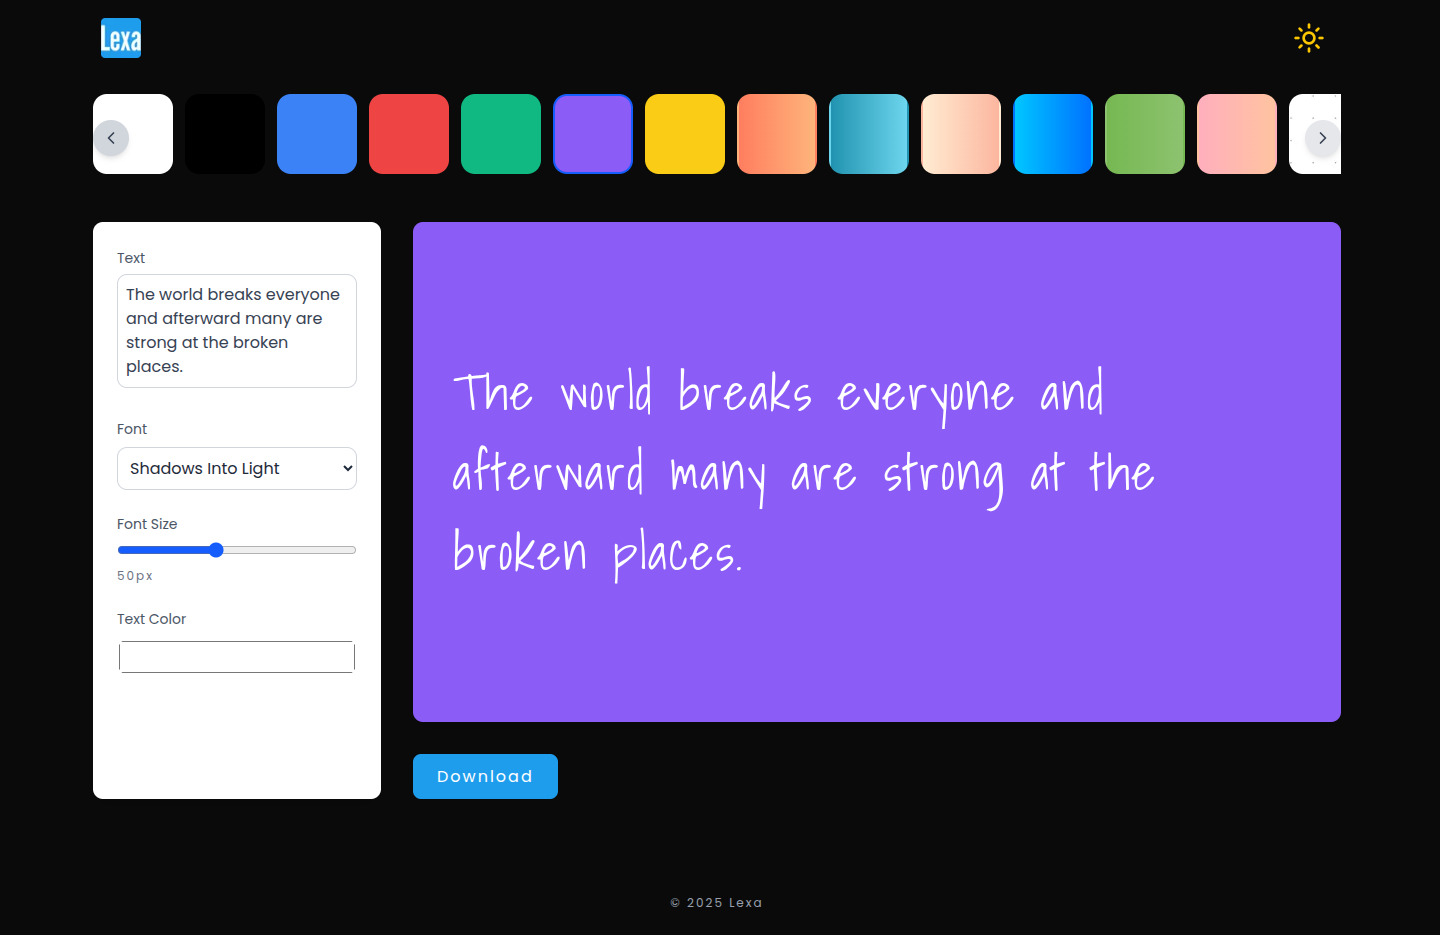 Lexa
Text
The world breaks everyone
and afterward many are
strong at the broken
places.
Font
Shadows Into Light
Font Size
50px
Text Color
The world breaks everyone and
afterward many are strong at the
broken places.
Download
© 2025 Lexa